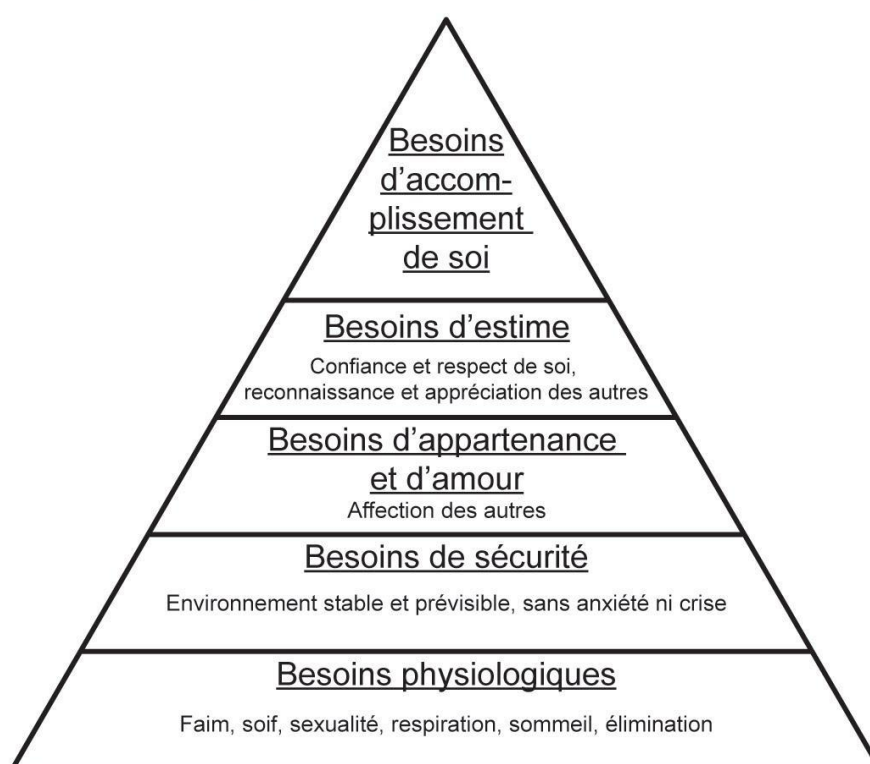 Besoins
d’accom-
plissement
de soi
Besoins d’estime
Confiance et respect de soi,
reconnaissance et appréciation des autres
Besoins d’appartenance
et d’amour
Affection des autres
Besoins de sécurité
Environnement stable et prévisible, sans anxiété ni crise
Besoins physiologiques
Faim, soif, sexualité, respiration, sommeil, élimination